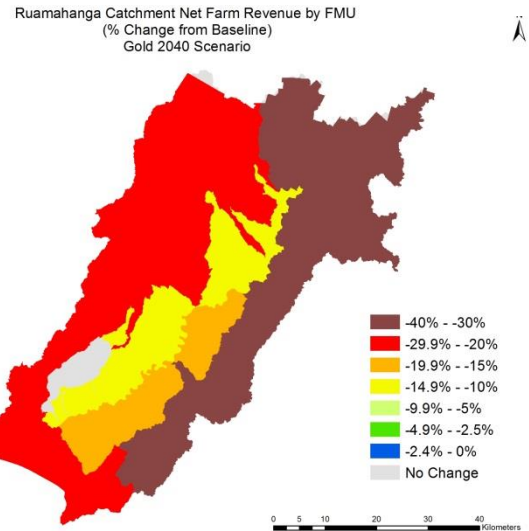 Ruamahanga Catchment Net Farm Revenue by FMU
(% Change from Baseline)
Gold 2040 Scenario
-40% - -30%
-29.9% - -20%
-19.9% - -15%
-14.9% - -10%
-9.9% - -5%
-4.9% - -2.5%
-2.4% - 0%
No Change
0 5 10 20 30 40
Kilometers